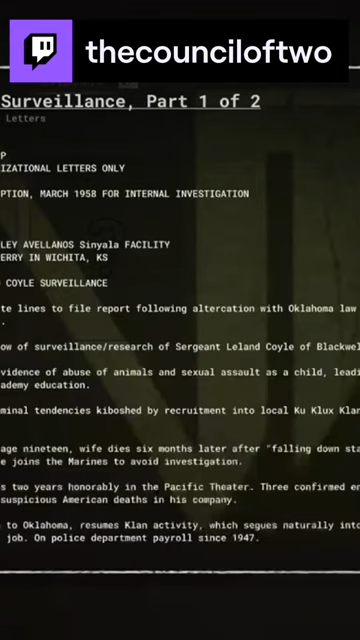 thecounciloftwo
Surveillance, Part 1 of 2
Letters
P
IZATIONAL LETTERS ONLY
PTION, MARCH 1958 FOR INTERNAL INVESTIGATION
LEY AVELLANOS Sinyala FACILITY
ERRY IN WICHITA, KS
COYLE SURVEILLANCE
te lines to file report following altercation with Oklahoma law
.
ow of surveillance/research of Sergeant Leland Coyle of Blackwel
vidence of abuse of animals and sexual assault as a child, leadi
ademy education.
minal tendencies kiboshed by recruitment into local Ku Klux Klan
age nineteen, wife dies six months later after "falling down sta
e joins the Marines to avoid investigation.
s two years honorably in the Pacific Theater. Three confirmed en
suspicious American deaths in his company.
to Oklahoma, resumes Klan activity, which segues naturally into
job. On police department payroll since 1947.